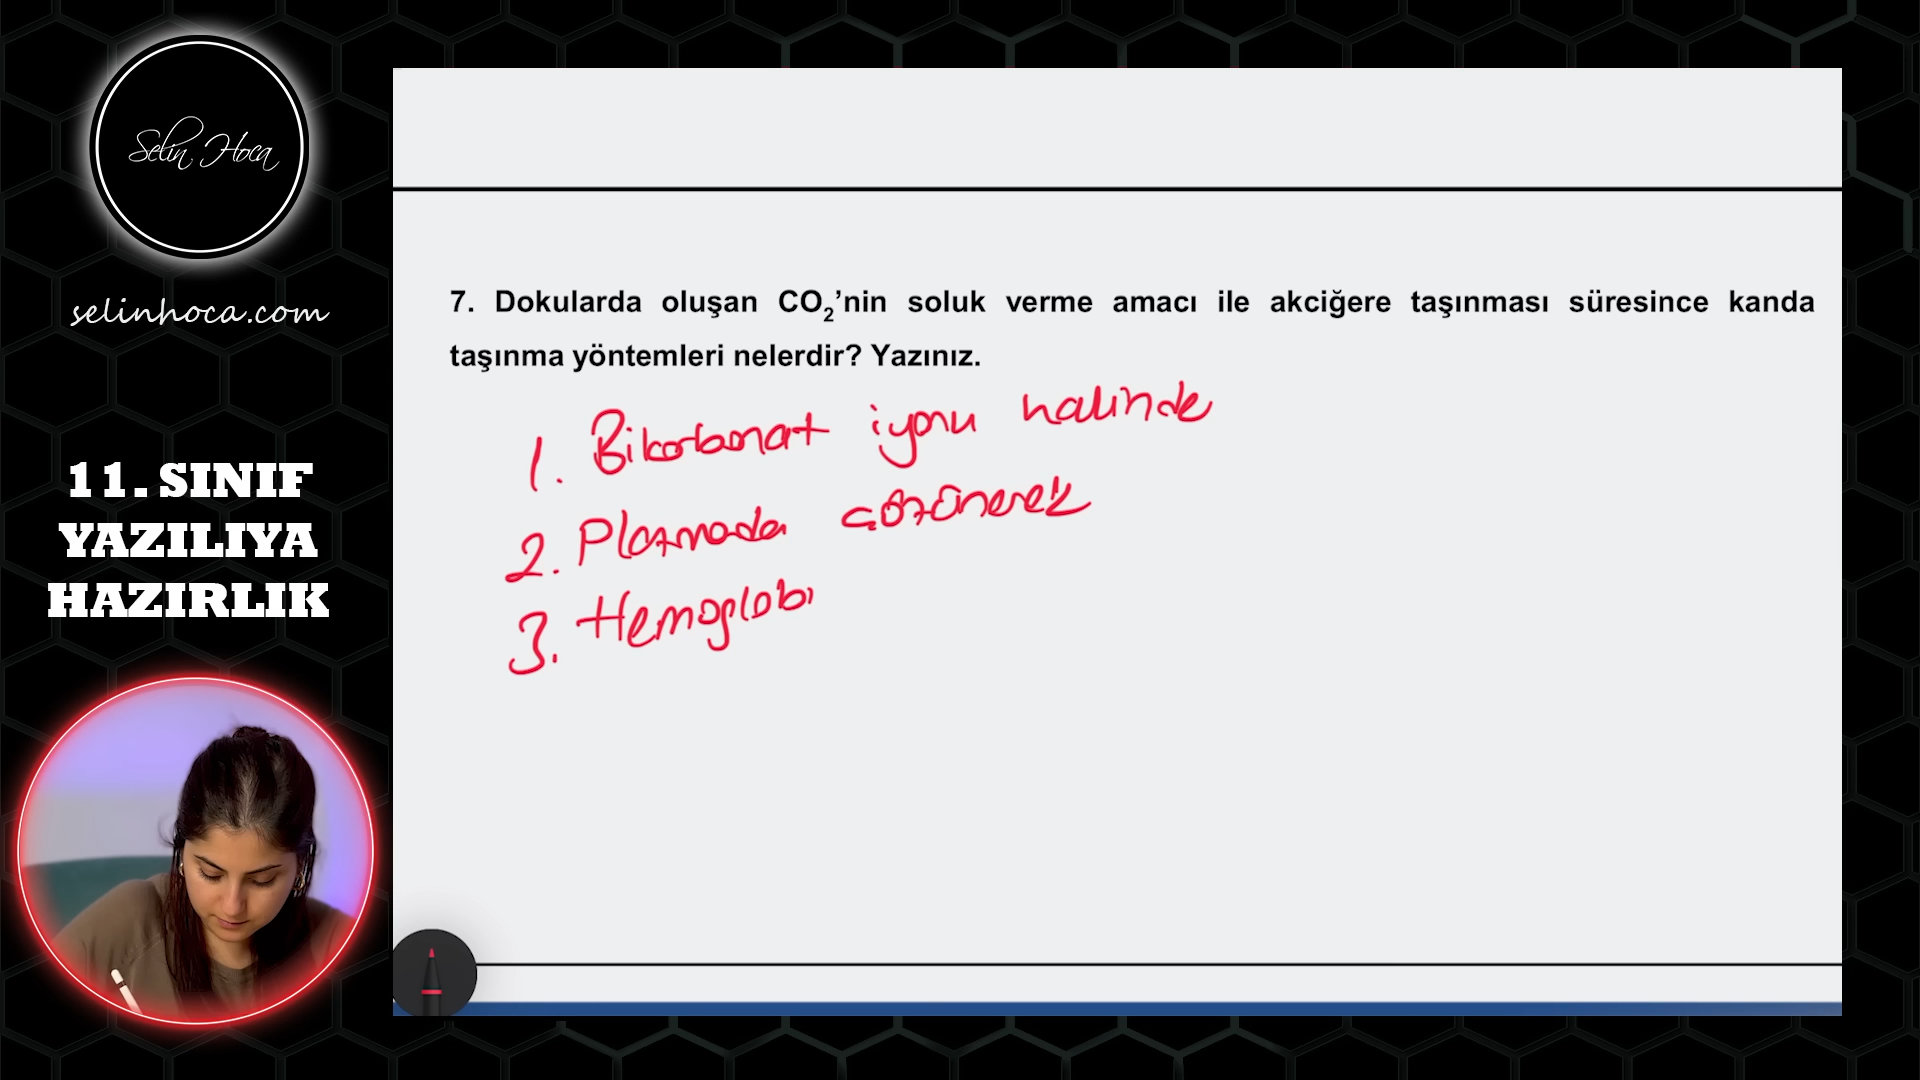 Selin Hoca
selinhoca.com
11. SINIF
YAZILIYA
HAZIRLIK
7. Dokularda oluşan CO₂’nin soluk verme amacı ile akciğere taşınması süresince kanda
taşınma yöntemleri nelerdir? Yazınız.
1. Bikarbonat iyonu halinde
2. Plazmada çözünerek
3. Hemoglobi